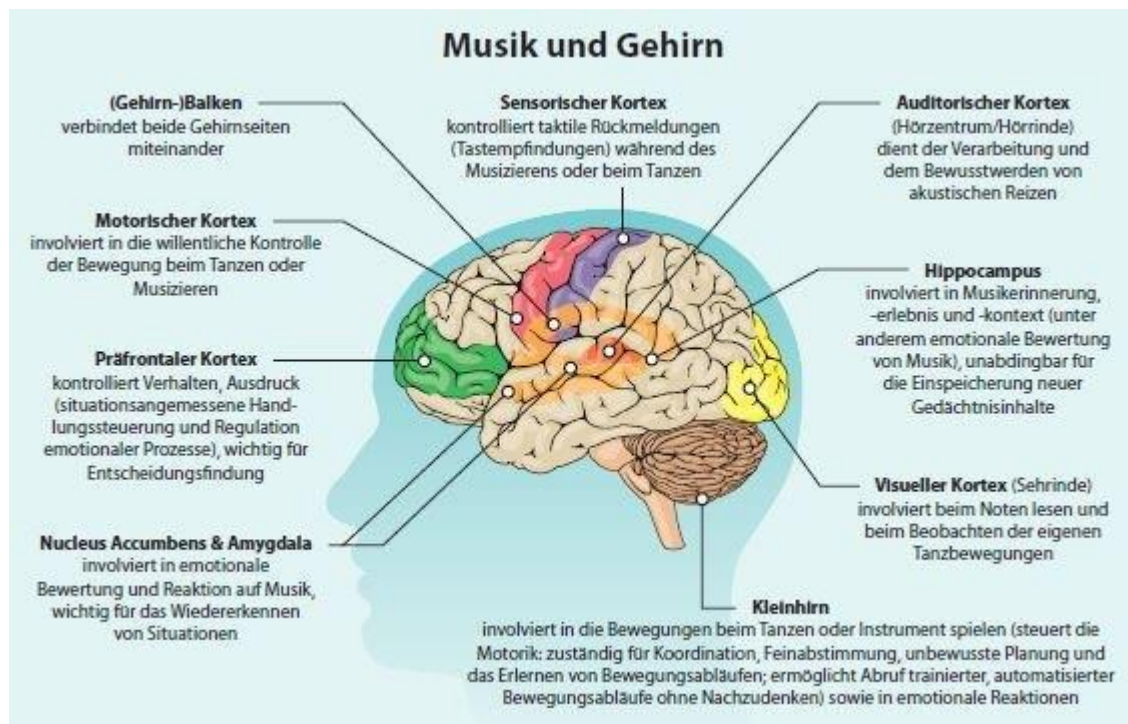 Musik und Gehirn
(Gehirn-)Balken
verbindet beide Gehirnseiten
miteinander
Sensorischer Kortex
kontrolliert taktile Rückmeldungen
(Tastempfindungen) während des
Musizierens oder beim Tanzen
Auditorischer Kortex
(Hörzentrum/Hörrinde)
dient der Verarbeitung und
dem Bewusstwerden von
akustischen Reizen
Motorischer Kortex
involviert in die willentliche Kontrolle
der Bewegung beim Tanzen oder
Musizieren
Hippocampus
involviert in Musikerinnerung,
-erlebnis und -kontext (unter
anderem emotionale Bewertung
von Musik), unabdingbar für
die Einspeicherung neuer
Gedächtnisinhalte
Präfrontaler Kortex
kontrolliert Verhalten, Ausdruck
(situationsangemessene Hand-
lungssteuerung und Regulation
emotionaler Prozesse), wichtig für
Entscheidungsfindung
Visueller Kortex (Sehrinde)
involviert beim Noten lesen und
beim Beobachten der eigenen
Tanzbewegungen
Nucleus Accumbens & Amygdala
involviert in emotionale
Bewertung und Reaktion auf Musik,
wichtig für das Wiedererkennen
von Situationen
Kleinhirn
involviert in die Bewegungen beim Tanzen oder Instrument spielen (steuert die
Motorik: zuständig für Koordination, Feinabstimmung, unbewusste Planung und
das Erlernen von Bewegungsabläufen; ermöglicht Abruf trainierter, automatisierter
Bewegungsabläufe ohne Nachzudenken) sowie in emotionale Reaktionen